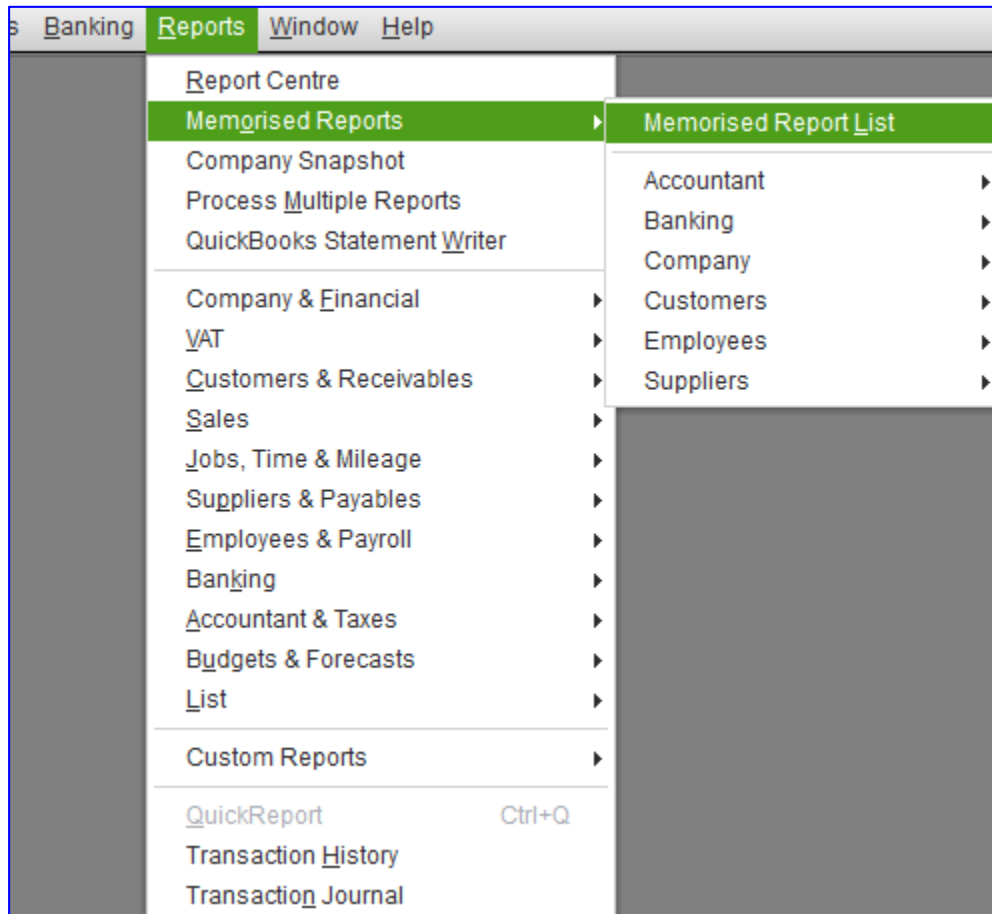 s Banking Reports Window Help
Report Centre
Memorised Reports
Company Snapshot
Process Multiple Reports
QuickBooks Statement Writer
Company & Financial
VAT
Customers & Receivables
Sales
Jobs, Time & Mileage
Suppliers & Payables
Employees & Payroll
Banking
Accountant & Taxes
Budgets & Forecasts
List
Custom Reports
QuickReport Ctrl+Q
Transaction History
Transaction Journal
Memorised Report List
Accountant
Banking
Company
Customers
Employees
Suppliers